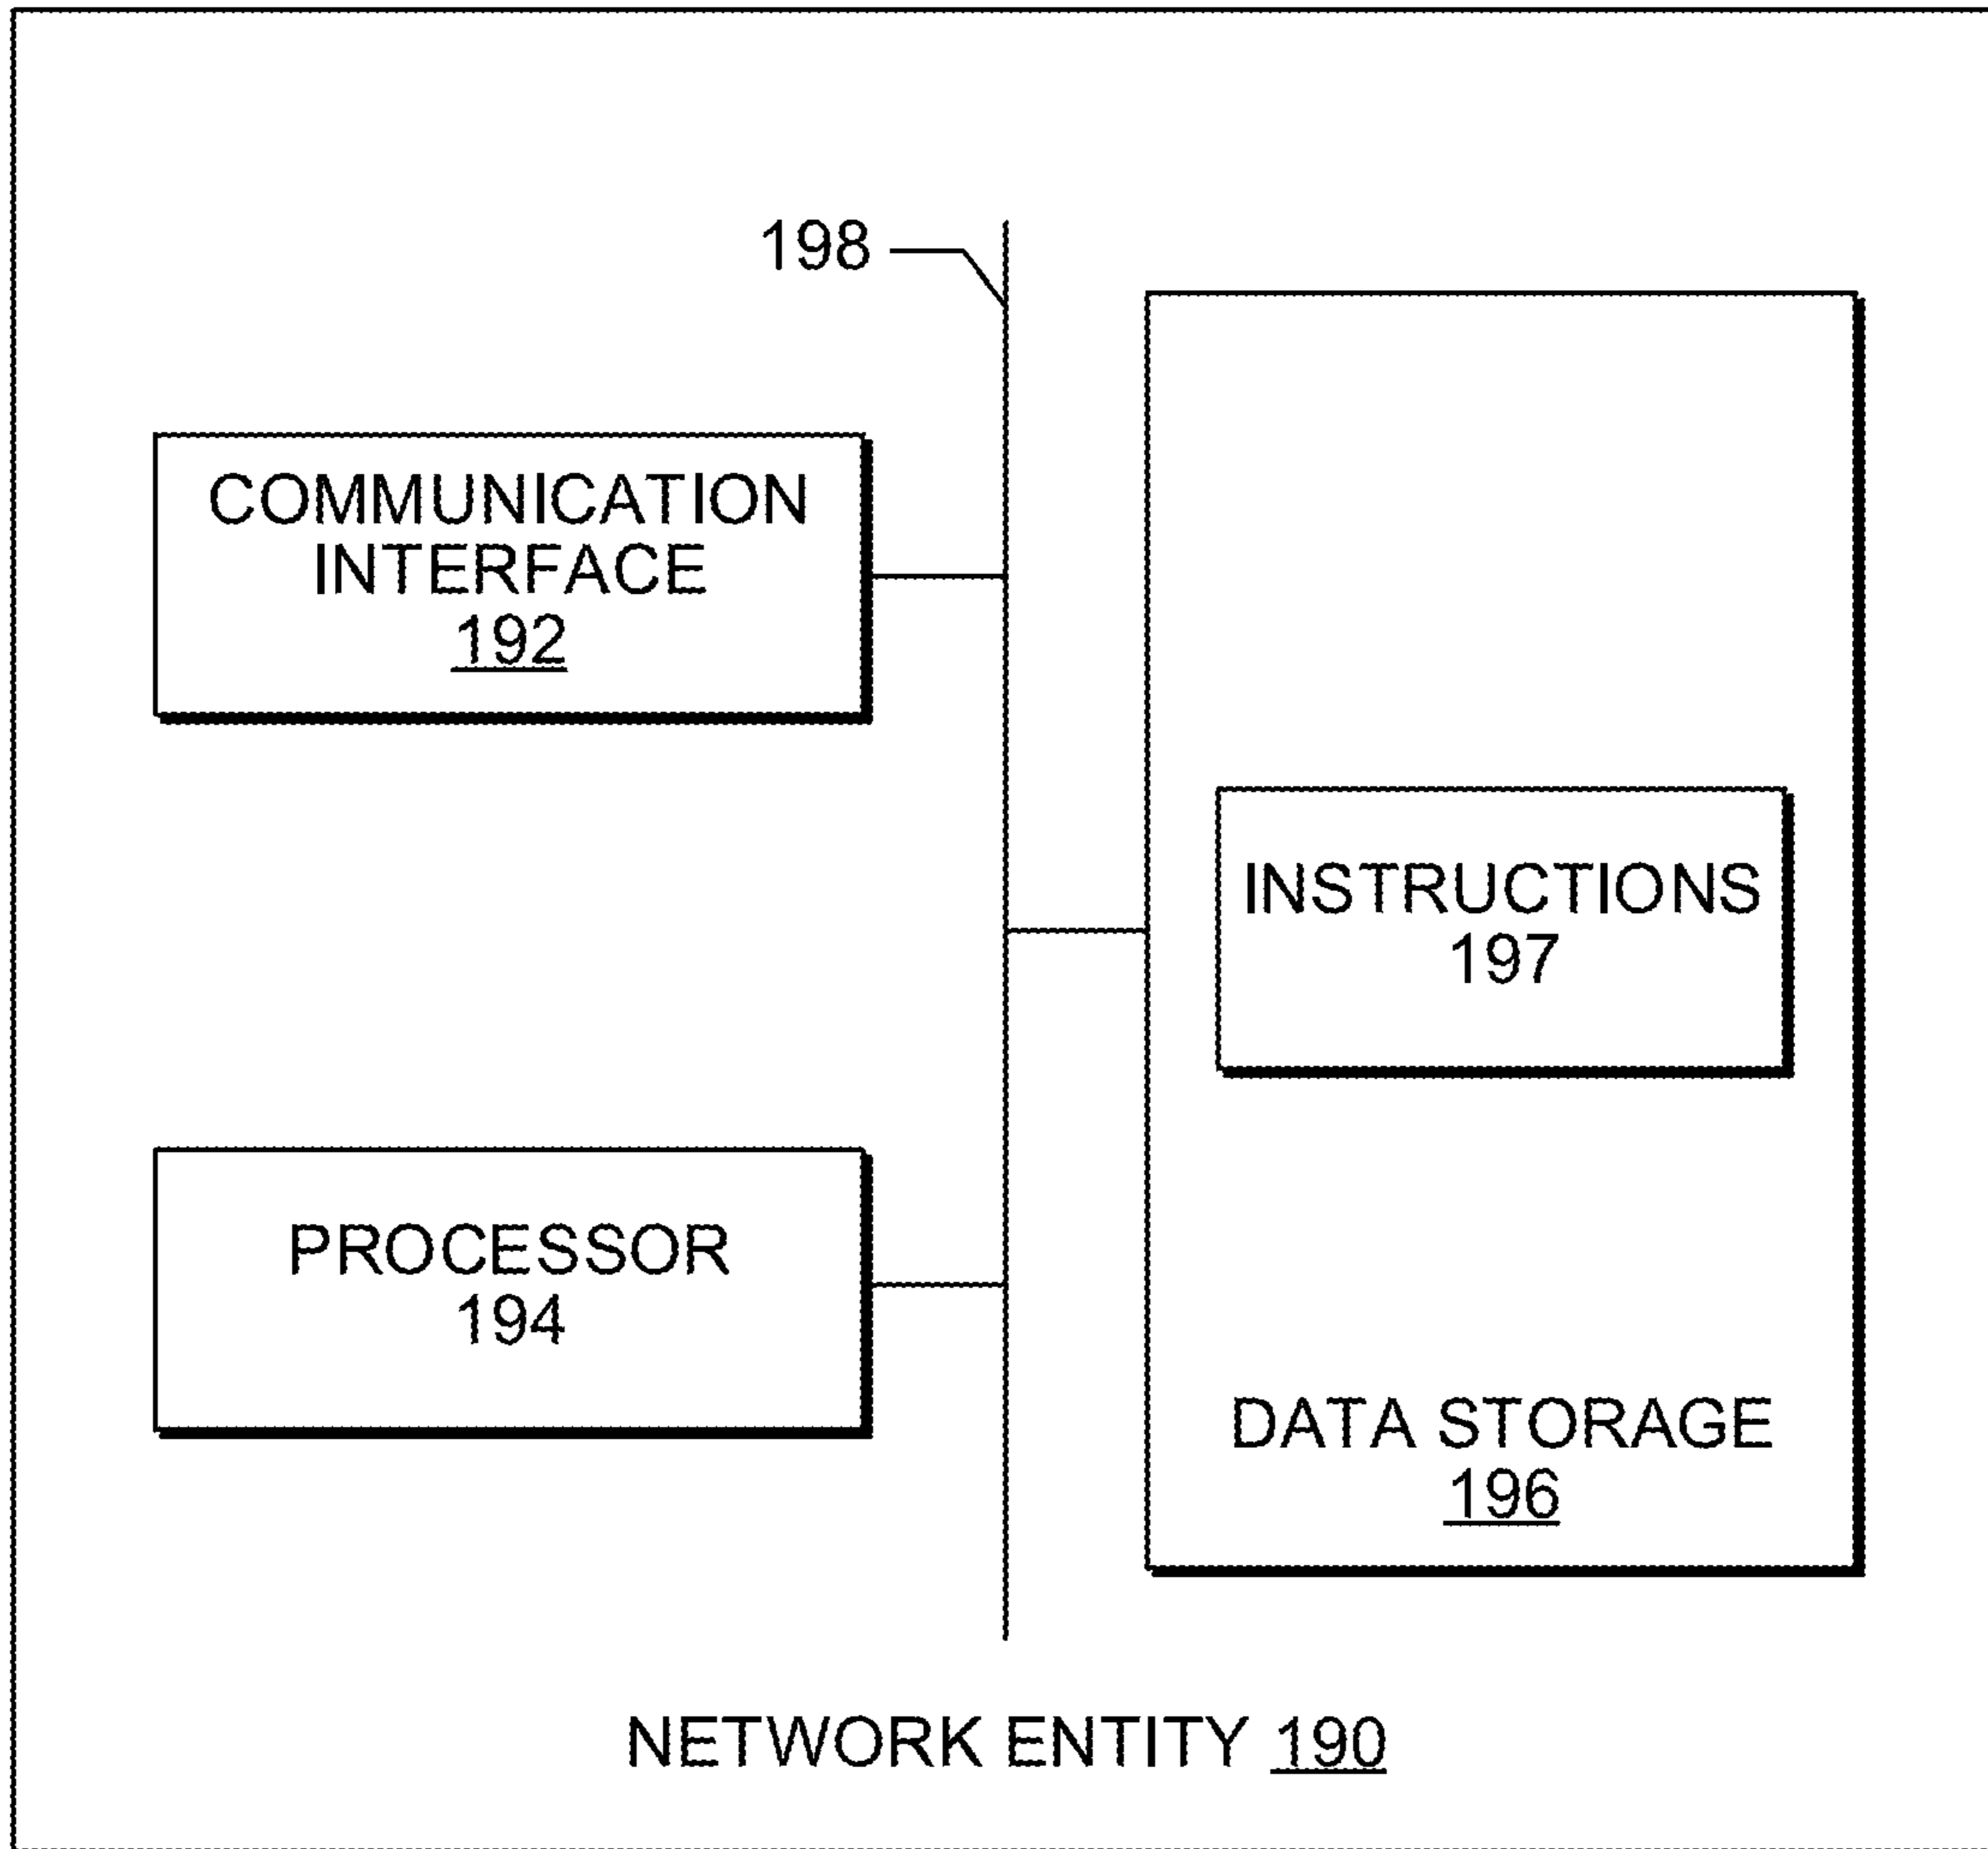 198
COMMUNICATION
INTERFACE
192
INSTRUCTIONS
197
PROCESSOR
194
DATA STORAGE
196
NETWORK ENTITY 190